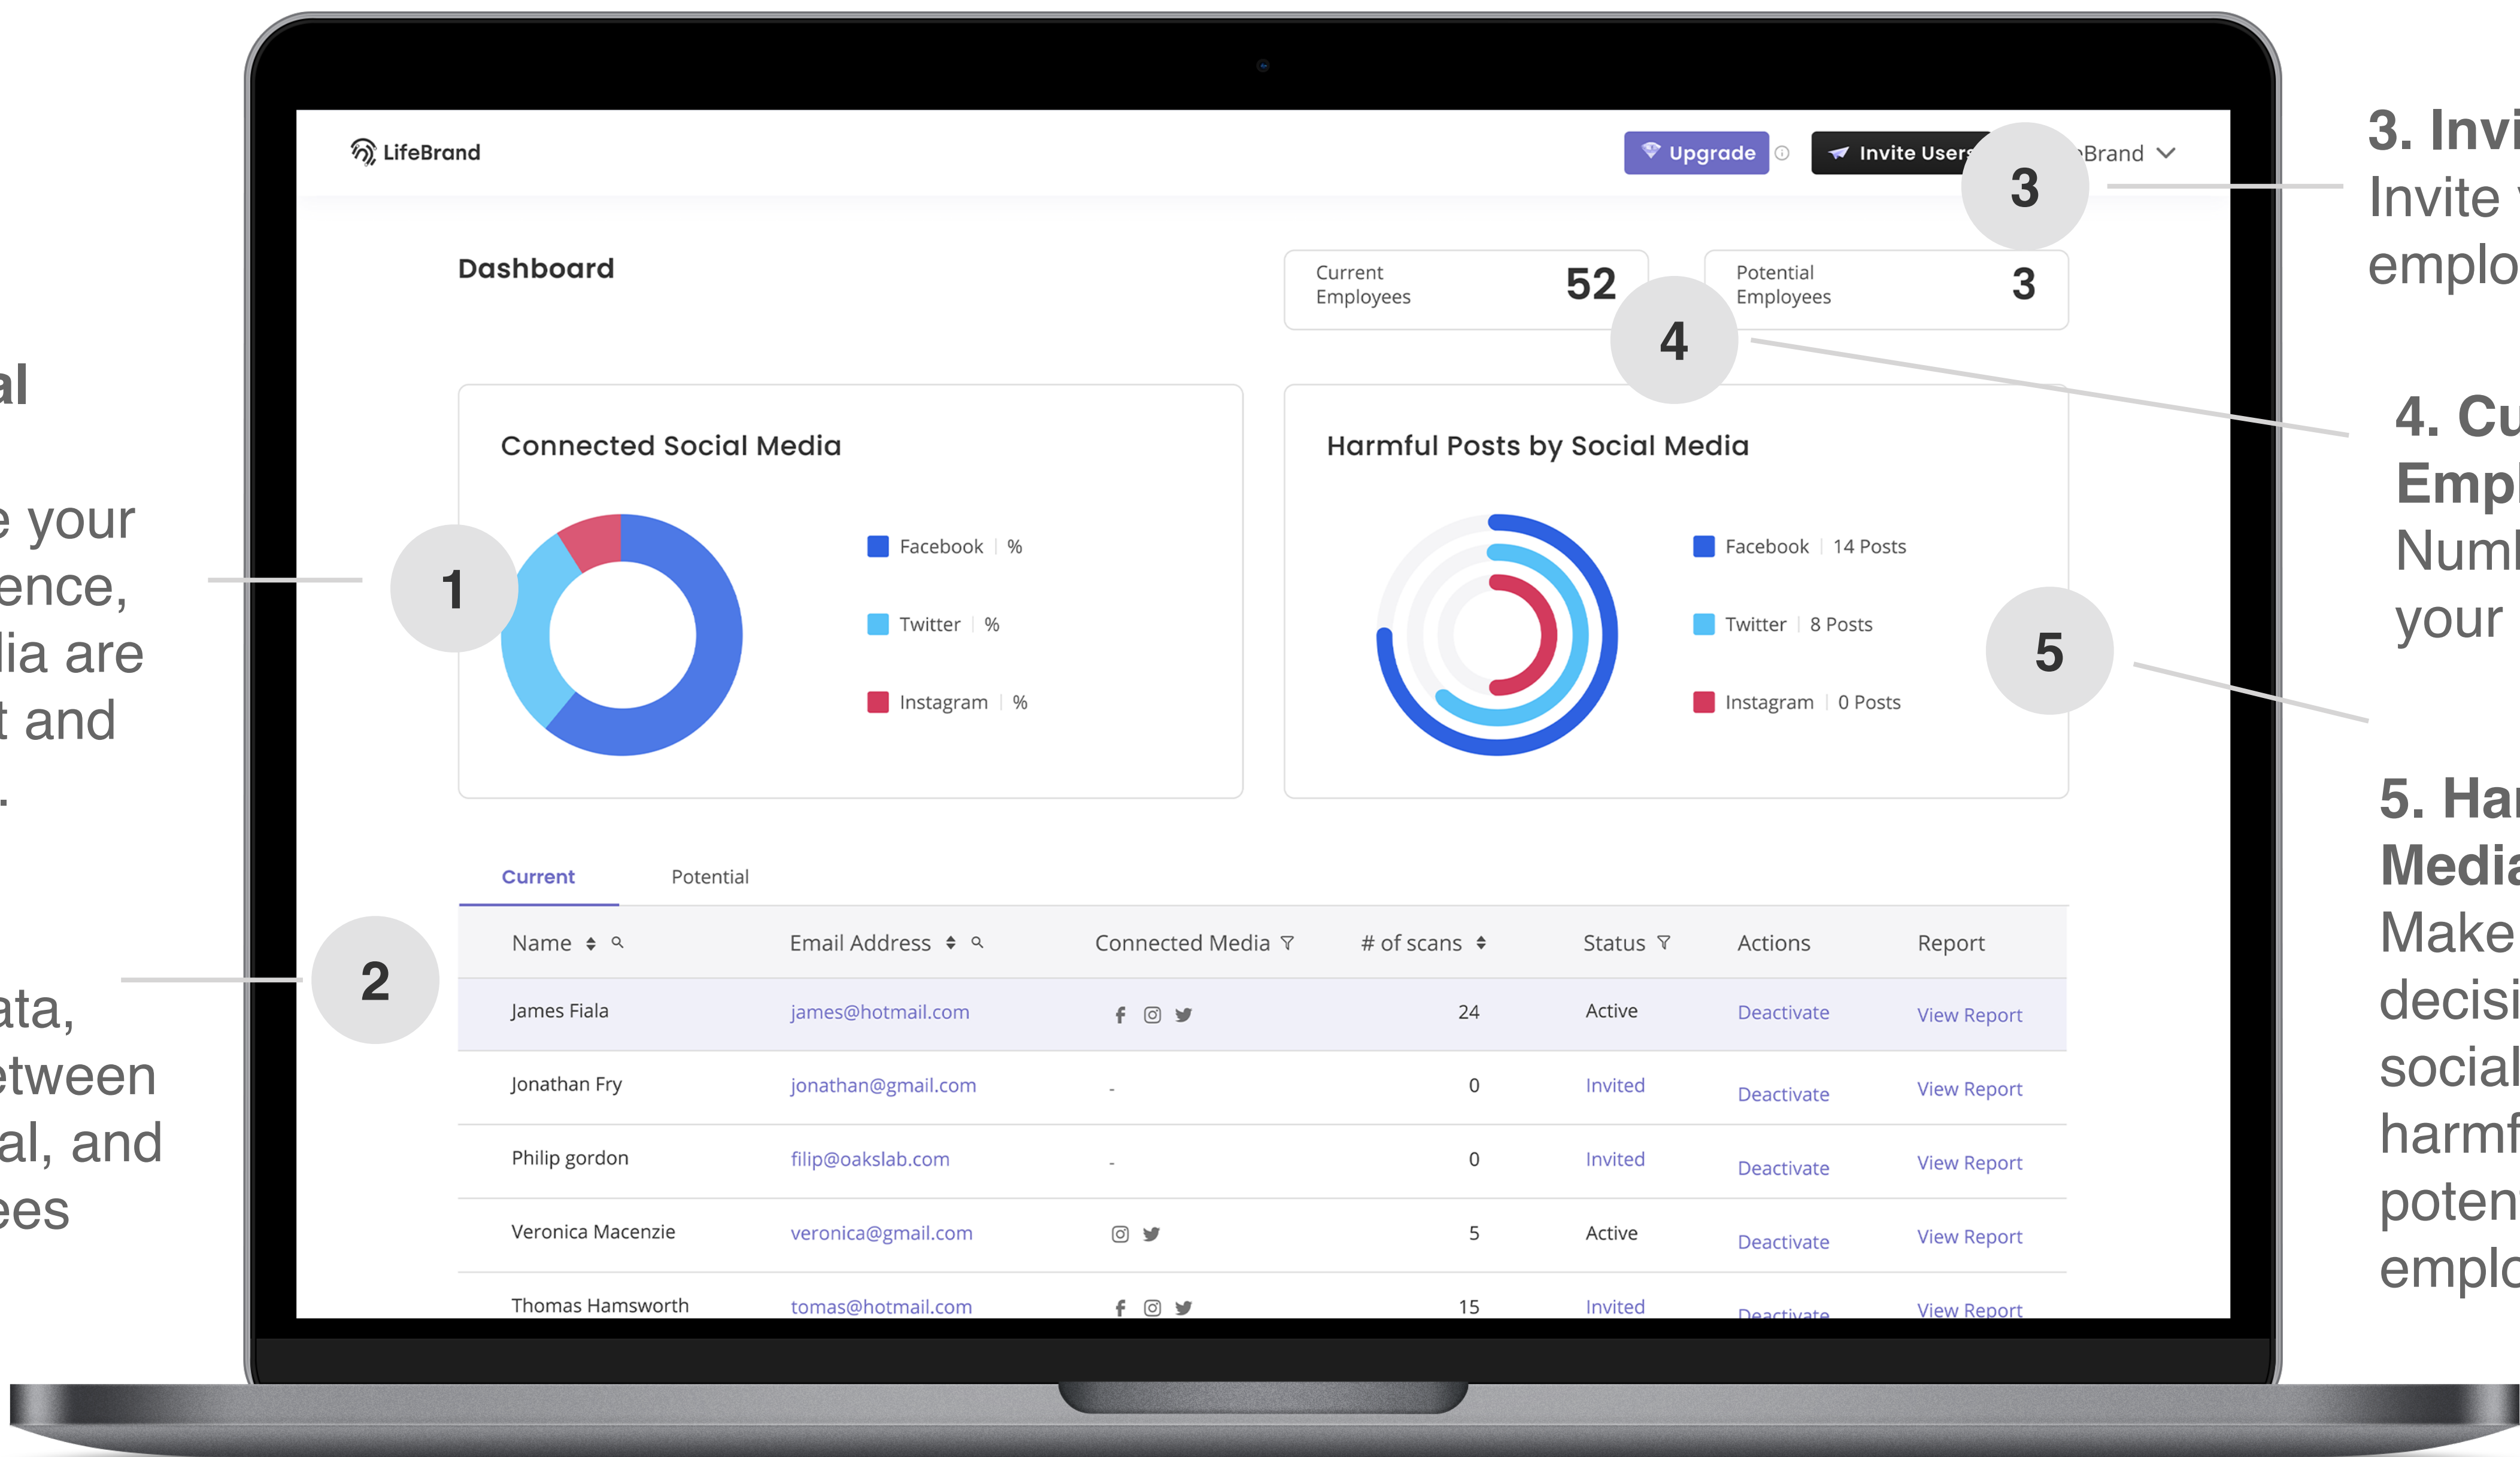 LifeBrand
Upgrade
Invite Users
Brand
3
Dashboard
Current
Employees
52
Potential
Employees
3
4
Connected Social Media
Facebook | %
Twitter | %
Instagram | %
1
Harmful Posts by Social Media
Facebook | 14 Posts
Twitter | 8 Posts
Instagram | 0 Posts
5
Current Potential
Name Email Address Connected Media # of scans Status Actions Report
2
James Fiala james@hotmail.com 24 Active Deactivate View Report
Jonathan Fry jonathan@gmail.com - 0 Invited Deactivate View Report
Philip gordon filip@oakslab.com - 0 Invited Deactivate View Report
Veronica Macenzie veronica@gmail.com 5 Active Deactivate View Report
Thomas Hamsworth tomas@hotmail.com 15 Invited Deactivate View Report
al
e your
ence,
lia are
t and
.
ata,
etween
al, and
ees
3. Invi
Invite
emplo
4. Cu
Empl
Num
your
5. Har
Media
Make
decisi
social
harmf
poten
emplo